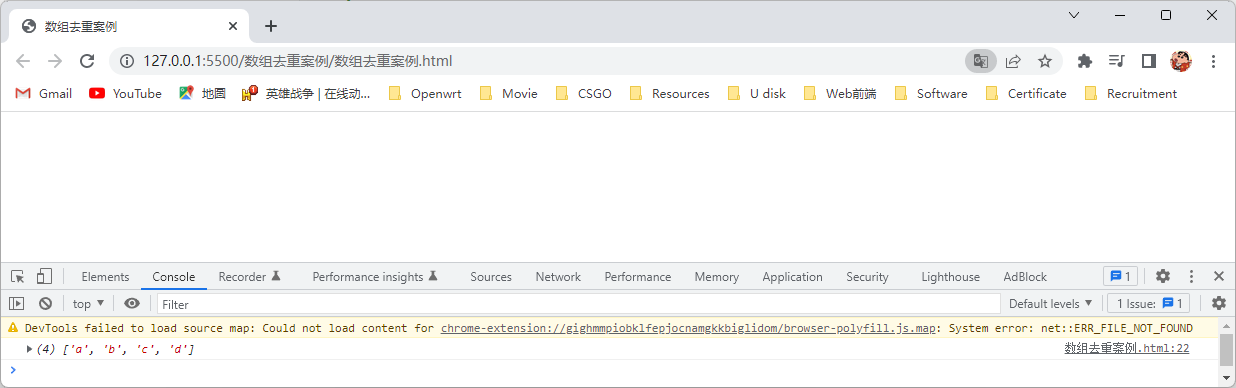 数组去重案例
127.0.0.1:5500/数组去重案例/数组去重案例.html
Gmail YouTube 地图 英雄战争 | 在线动... Openwrt Movie CSGO Resources U disk Web前端 Software Certificate Recruitment
Elements Console Recorder Performance insights Sources Network Performance Memory Application Security Lighthouse AdBlock 1
top Filter Default levels 1 Issue: 1
DevTools failed to load source map: Could not load content for chrome-extension://gighmmpiobklfepjocnamgkkbiglidom/browser-polyfill.js.map: System error: net::ERR_FILE_NOT_FOUND
(4) ['a', 'b', 'c', 'd'] 数组去重案例.html:22